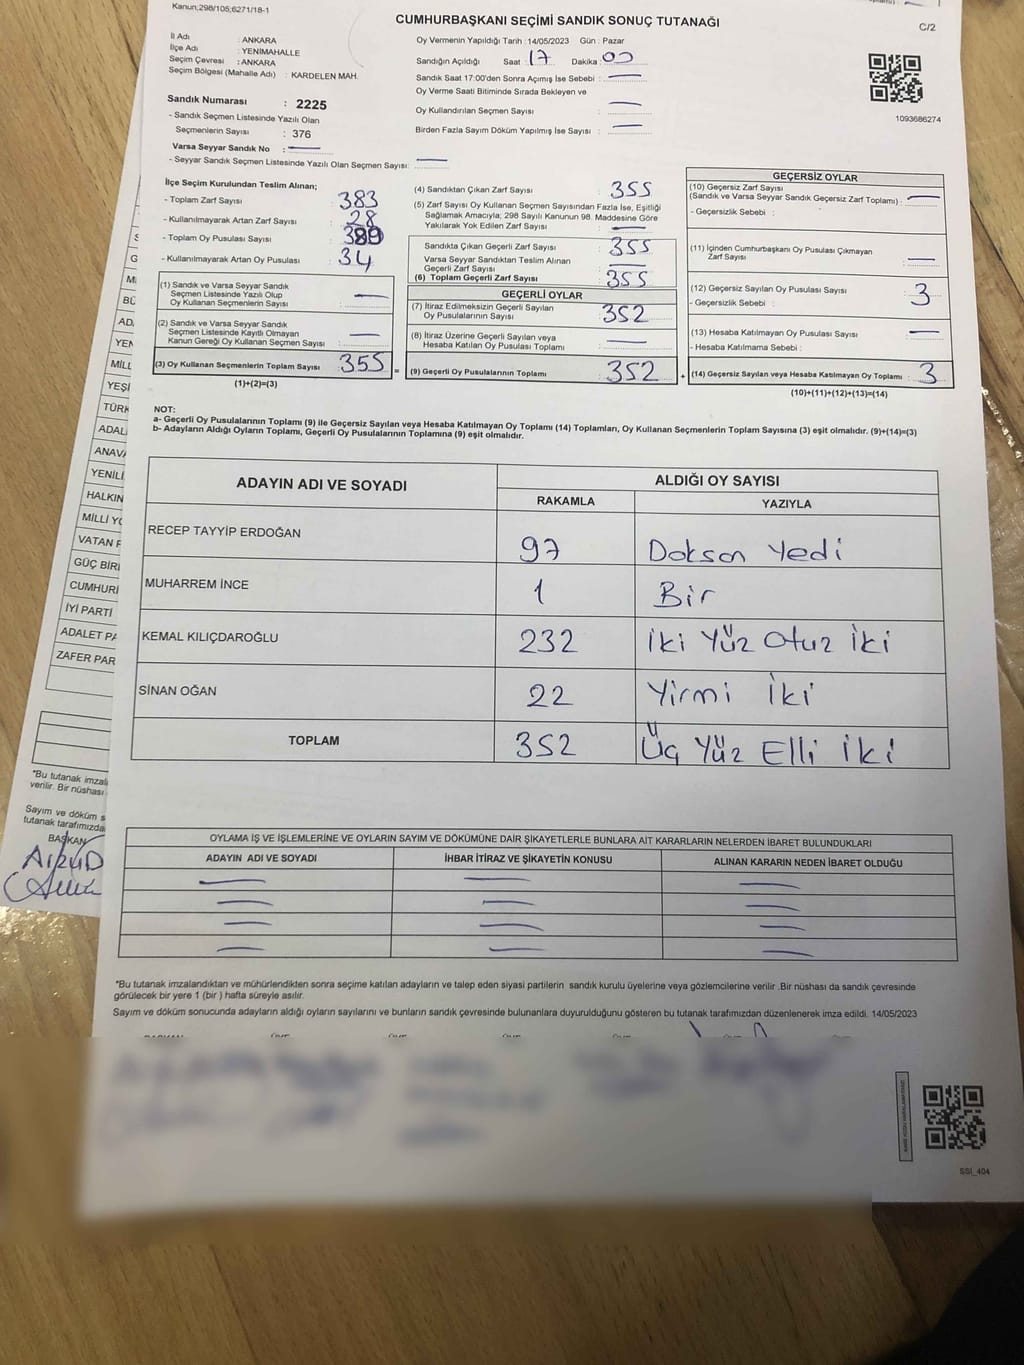 Kanun;298/105;6271/18-1
CUMHURBAŞKANI SEÇİMİ SANDIK SONUÇ TUTANAĞI
C/2
İl Adı : ANKARA
İlçe Adı : YENİMAHALLE
Seçim Çevresi : ANKARA
Seçim Bölgesi (Mahalle Adı) : KARDELEN MAH.
Sandık Numarası : 2225
- Sandık Seçmen Listesinde Yazılı Olan
Seçmenlerin Sayısı : 376
Varsa Seyyar Sandık No : —
- Seyyar Sandık Seçmen Listesinde Yazılı Olan Seçmen Sayısı: —
Oy Vermenin Yapıldığı Tarih :14/05/2023 Gün : Pazar
Sandığın Açıldığı Saat : 17 Dakika : 00
Sandık Saat 17:00'den Sonra Açımış İse Sebebi : —
Oy Verme Saati Bitiminde Sırada Bekleyen ve
Oy Kullandırılan Seçmen Sayısı : —
Birden Fazla Sayım Döküm Yapılmış İse Sayısı : —
1093686274
İlçe Seçim Kurulundan Teslim Alınan;
- Toplam Zarf Sayısı : 383
- Kullanılmayarak Artan Zarf Sayısı : 28
- Toplam Oy Pusulası Sayısı : 389
- Kullanılmayarak Artan Oy Pusulası : 34
(1) Sandık ve Varsa Seyyar Sandık
Seçmen Listesinde Yazılı Olup
Oy Kullanan Seçmenlerin Sayısı : —
(2) Sandık ve Varsa Seyyar Sandık
Seçmen Listesinde Kayıtlı Olmayan
Kanun Gereği Oy Kullanan Seçmen Sayısı : —
(3) Oy Kullanan Seçmenlerin Toplam Sayısı : 355 =
(1)+(2)=(3)
(4) Sandıktan Çıkan Zarf Sayısı : 355
(5) Zarf Sayısı Oy Kullanan Seçmen Sayısından Fazla İse, Eşitliği
Sağlamak Amacıyla; 298 Sayılı Kanunun 98. Maddesine Göre
Yakılarak Yok Edilen Zarf Sayısı : —
Sandıkta Çıkan Geçerli Zarf Sayısı : 355
Varsa Seyyar Sandıktan Teslim Alınan
Geçerli Zarf Sayısı : —
(6) Toplam Geçerli Zarf Sayısı : 355
GEÇERLİ OYLAR
(7) İtiraz Edilmeksizin Geçerli Sayılan
Oy Pusulalarının Sayısı : 352
(8) İtiraz Üzerine Geçerli Sayılan veya
Hesaba Katılan Oy Pusulası Toplamı : —
(9) Geçerli Oy Pusulalarının Toplamı : 352 +
GEÇERSİZ OYLAR
(10) Geçersiz Zarf Sayısı
(Sandık ve Varsa Seyyar Sandık Geçersiz Zarf Toplamı) : —
- Geçersizlik Sebebi :
(11) İçinden Cumhurbaşkanı Oy Pusulası Çıkmayan
Zarf Sayısı : —
(12) Geçersiz Sayılan Oy Pusulası Sayısı : 3
- Geçersizlik Sebebi :
(13) Hesaba Katılmayan Oy Pusulası Sayısı : —
- Hesaba Katılmama Sebebi :
(14) Geçersiz Sayılan veya Hesaba Katılmayan Oy Toplamı : 3
(10)+(11)+(12)+(13)=(14)
NOT:
a- Geçerli Oy Pusulalarının Toplamı (9) ile Geçersiz Sayılan veya Hesaba Katılmayan Oy Toplamı (14) Toplamları, Oy Kullanan Seçmenlerin Toplam Sayısına (3) eşit olmalıdır. (9)+(14)=(3)
b- Adayların Aldığı Oyların Toplamı, Geçerli Oy Pusulalarının Toplamına (9) eşit olmalıdır.
ADAYIN ADI VE SOYADI ALDIĞI OY SAYISI
RAKAMLA YAZIYLA
RECEP TAYYİP ERDOĞAN 97 Doksan Yedi
MUHARREM İNCE 1 Bir
KEMAL KILIÇDAROĞLU 232 İki Yüz Otuz İki
SİNAN OĞAN 22 Yirmi İki
TOPLAM 352 Üç Yüz Elli İki
OYLAMA İŞ VE İŞLEMLERİNE VE OYLARIN SAYIM VE DÖKÜMÜNE DAİR ŞİKAYETLERLE BUNLARA AİT KARARLARIN NELERDEN İBARET BULUNDUKLARI
ADAYIN ADI VE SOYADI İHBAR İTİRAZ VE ŞİKAYETİN KONUSU ALINAN KARARIN NEDEN İBARET OLDUĞU
*Bu tutanak imzalandıktan ve mühürlendikten sonra seçime katılan adayların ve talep eden siyasi partilerin sandık kurulu üyelerine veya gözlemcilerine verilir .Bir nüshası da sandık çevresinde
görülecek bir yere 1 (bir ) hafta süreyle asılır.
Sayım ve döküm sonucunda adayların aldığı oyların sayılarını ve bunların sandık çevresinde bulunanlara duyurulduğunu gösteren bu tutanak tarafımızdan düzenlenerek imza edildi. 14/05/2023
SSI_404
G
Mİ
BÜ
AD
YEN
MİLL
YEŞİ
TÜRK
ADAL
ANAVA
YENİLİ
HALKIN
MİLLİ YO
VATAN P
GÜÇ BİRL
CUMHURİ
İYİ PARTİ
ADALET PA
ZAFER PAR
*Bu tutanak imzala
verilir. Bir nüshası
Sayım ve döküm s
tutanak tarafımızda
BAŞKAN